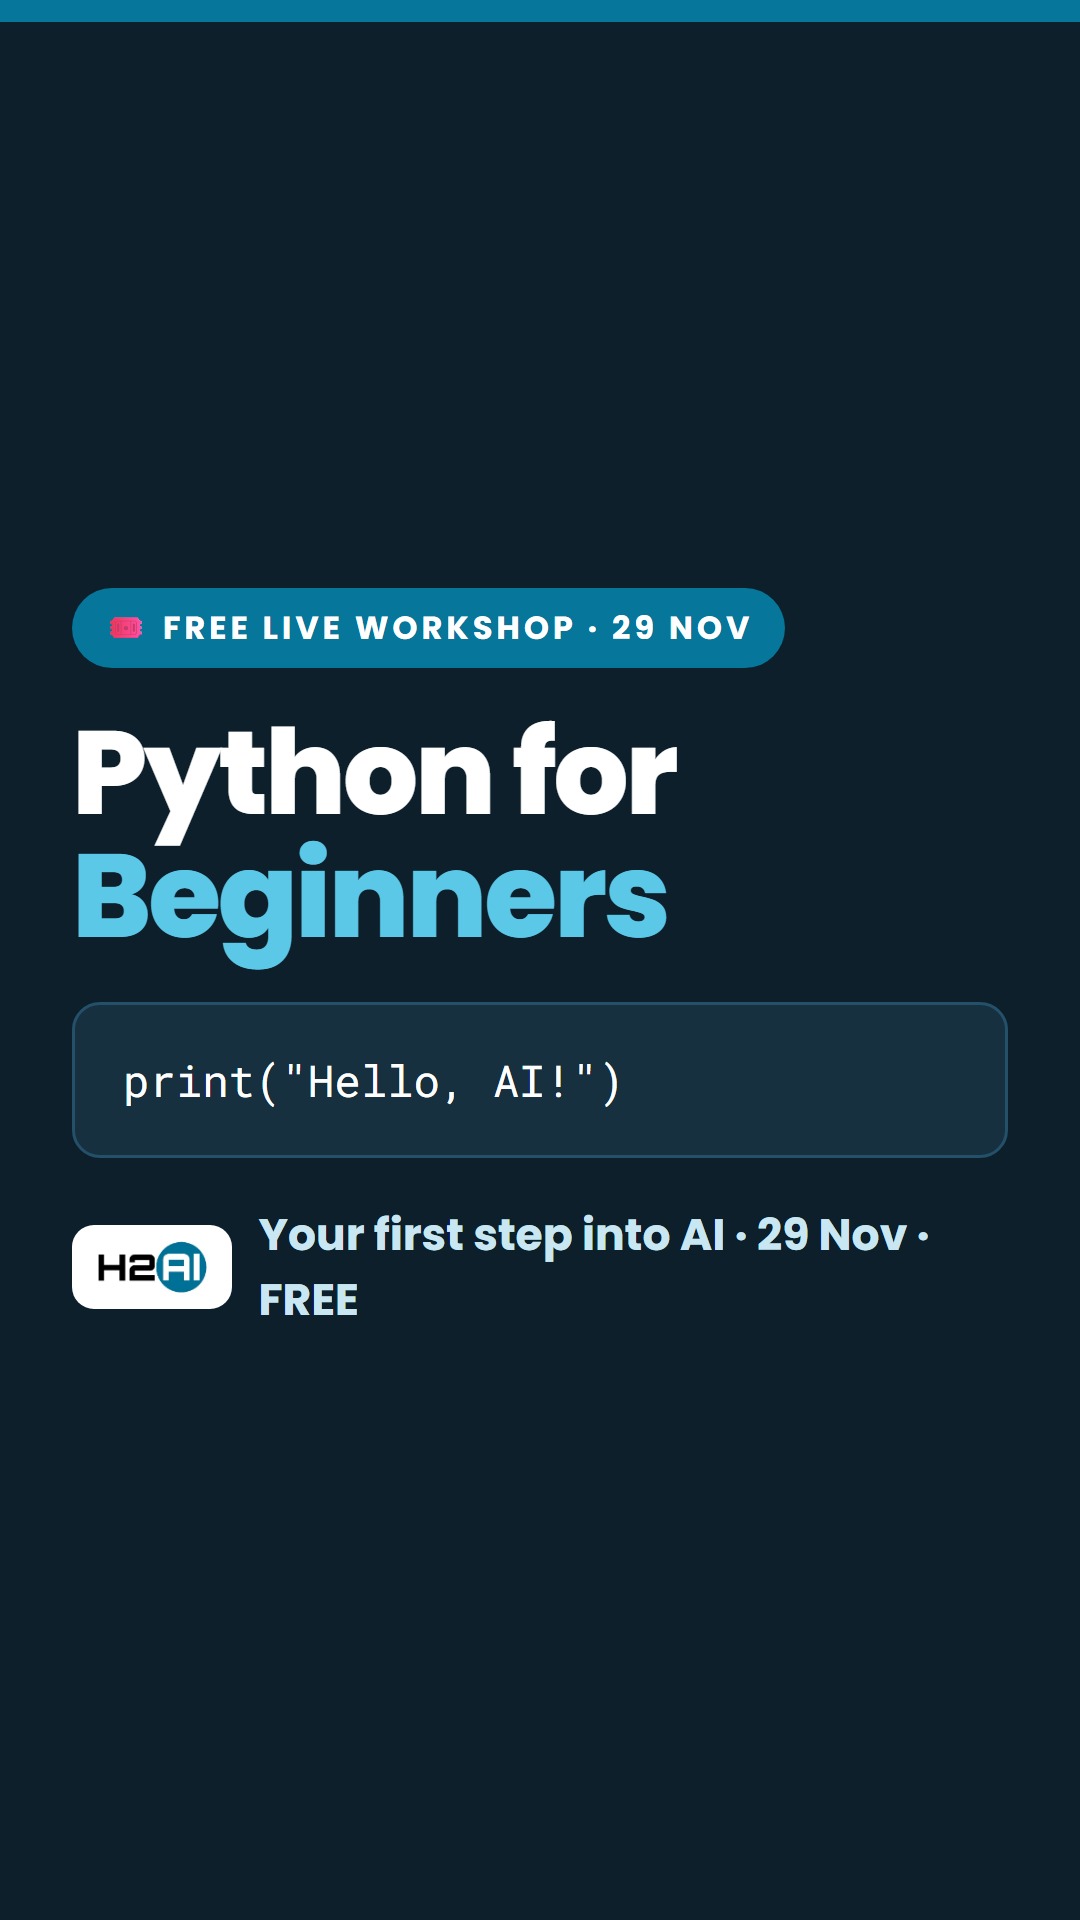 🎟 FREE LIVE WORKSHOP · 29 NOV
Python for
Beginners
print("Hello, AI!")
H2AI
Your first step into AI · 29 Nov ·
FREE